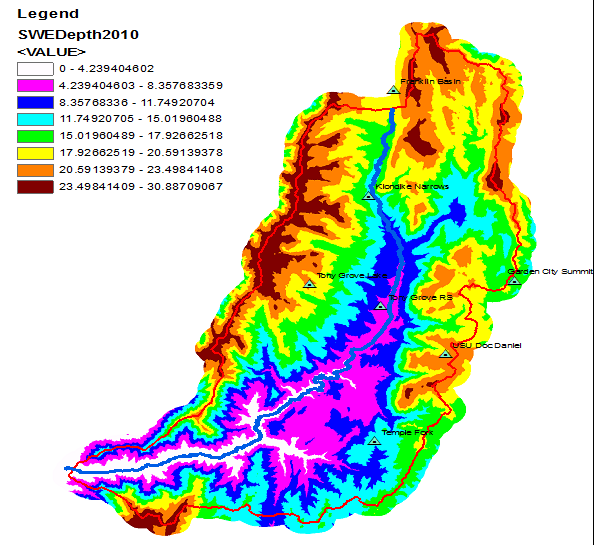 Legend
SWEDepth2010
<VALUE>
0 - 4.239404602
4.239404603 - 8.357683359
8.35768336 - 11.74920704
11.74920705 - 15.01960488
15.01960489 - 17.92662518
17.92662519 - 20.59139378
20.59139379 - 23.49841408
23.49841409 - 30.88709067
Franklin Basin
Klondike Narrows
Tony Grove Lake
Garden City Summit
Tony Grove RS
USU Doc Daniel
Temple Fork